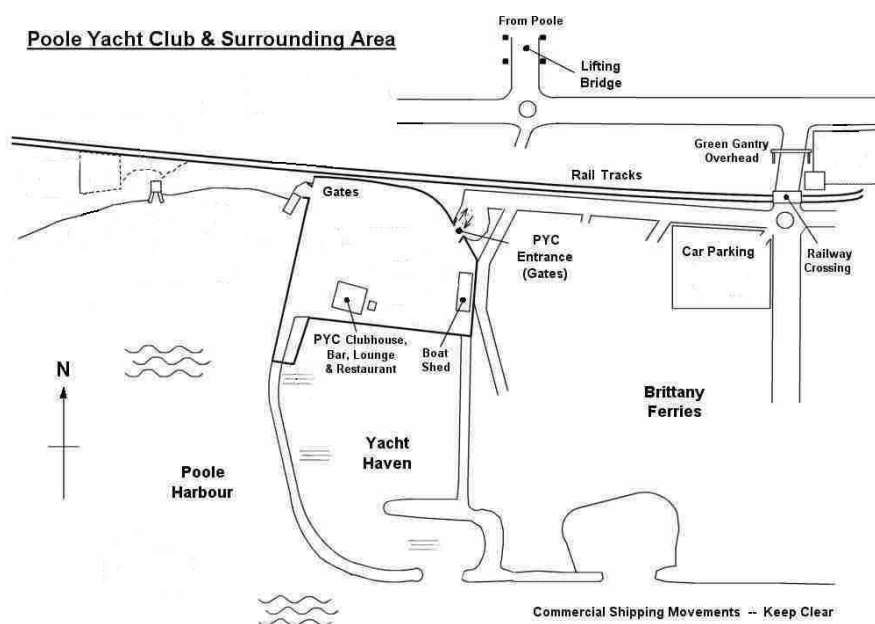 Poole Yacht Club & Surrounding Area
From Poole
Lifting
Bridge
Green Gantry
Overhead
Rail Tracks
Gates
PYC
Entrance
(Gates)
Car Parking
Railway
Crossing
PYC Clubhouse,
Bar, Lounge
& Restaurant
Boat
Shed
N
Brittany
Ferries
Yacht
Haven
Poole
Harbour
Commercial Shipping Movements -- Keep Clear